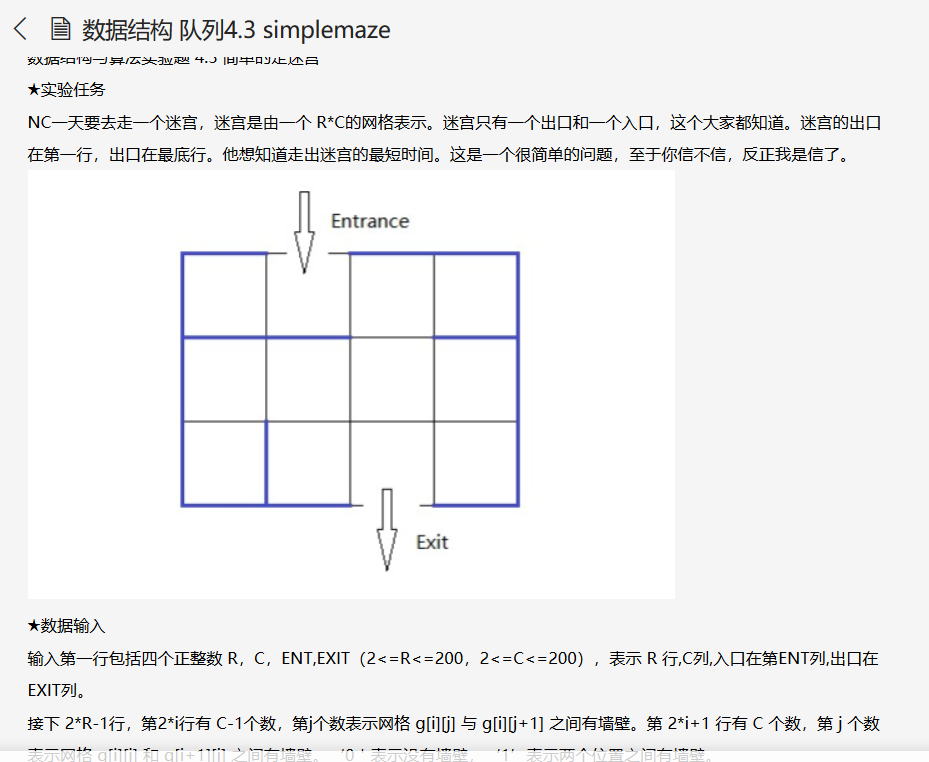 数据结构 队列4.3 simplemaze
数据结构与算法实验题 4.3 简单的走迷宫
★实验任务
NC一天要去走一个迷宫，迷宫是由一个 R*C的网格表示。迷宫只有一个出口和一个入口，这个大家都知道。迷宫的出口
在第一行，出口在最底行。他想知道走出迷宫的最短时间。这是一个很简单的问题，至于你信不信，反正我是信了。
Entrance
Exit
★数据输入
输入第一行包括四个正整数 R，C，ENT,EXIT（2<=R<=200，2<=C<=200），表示 R 行,C列,入口在第ENT列,出口在
EXIT列。
接下 2*R-1行，第2*i行有 C-1个数，第j个数表示网格 g[i][j] 与 g[i][j+1] 之间有墙壁。第 2*i+1 行有 C 个数，第 j 个数
表示网格 g[i][j] 和 g[i+1][j] 之间有墙壁。 '0 ' 表示没有墙壁， '1' 表示两个位置之间有墙壁。